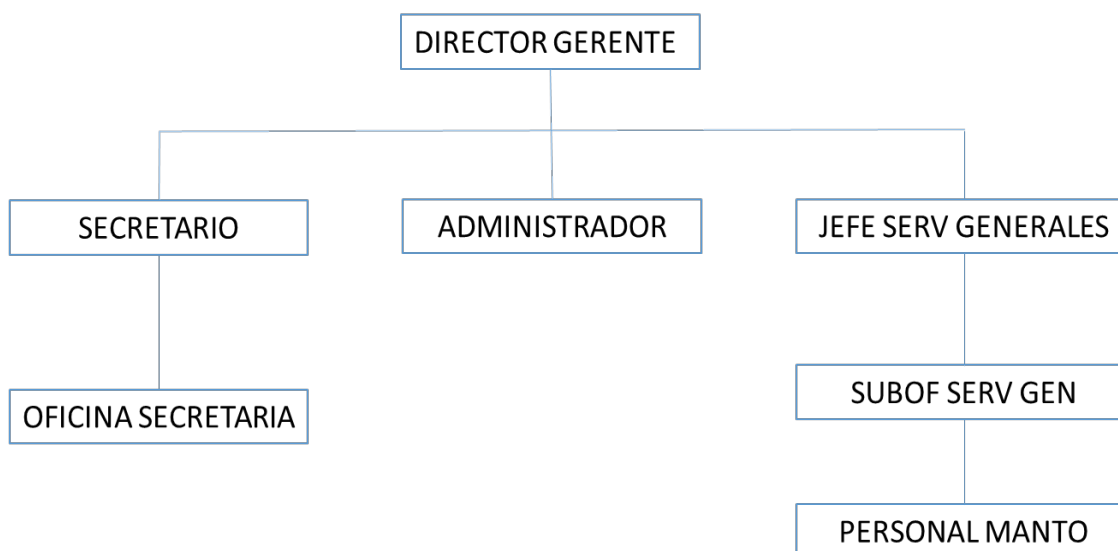 DIRECTOR GERENTE
SECRETARIO
ADMINISTRADOR
JEFE SERV GENERALES
OFICINA SECRETARIA
SUBOF SERV GEN
PERSONAL MANTO